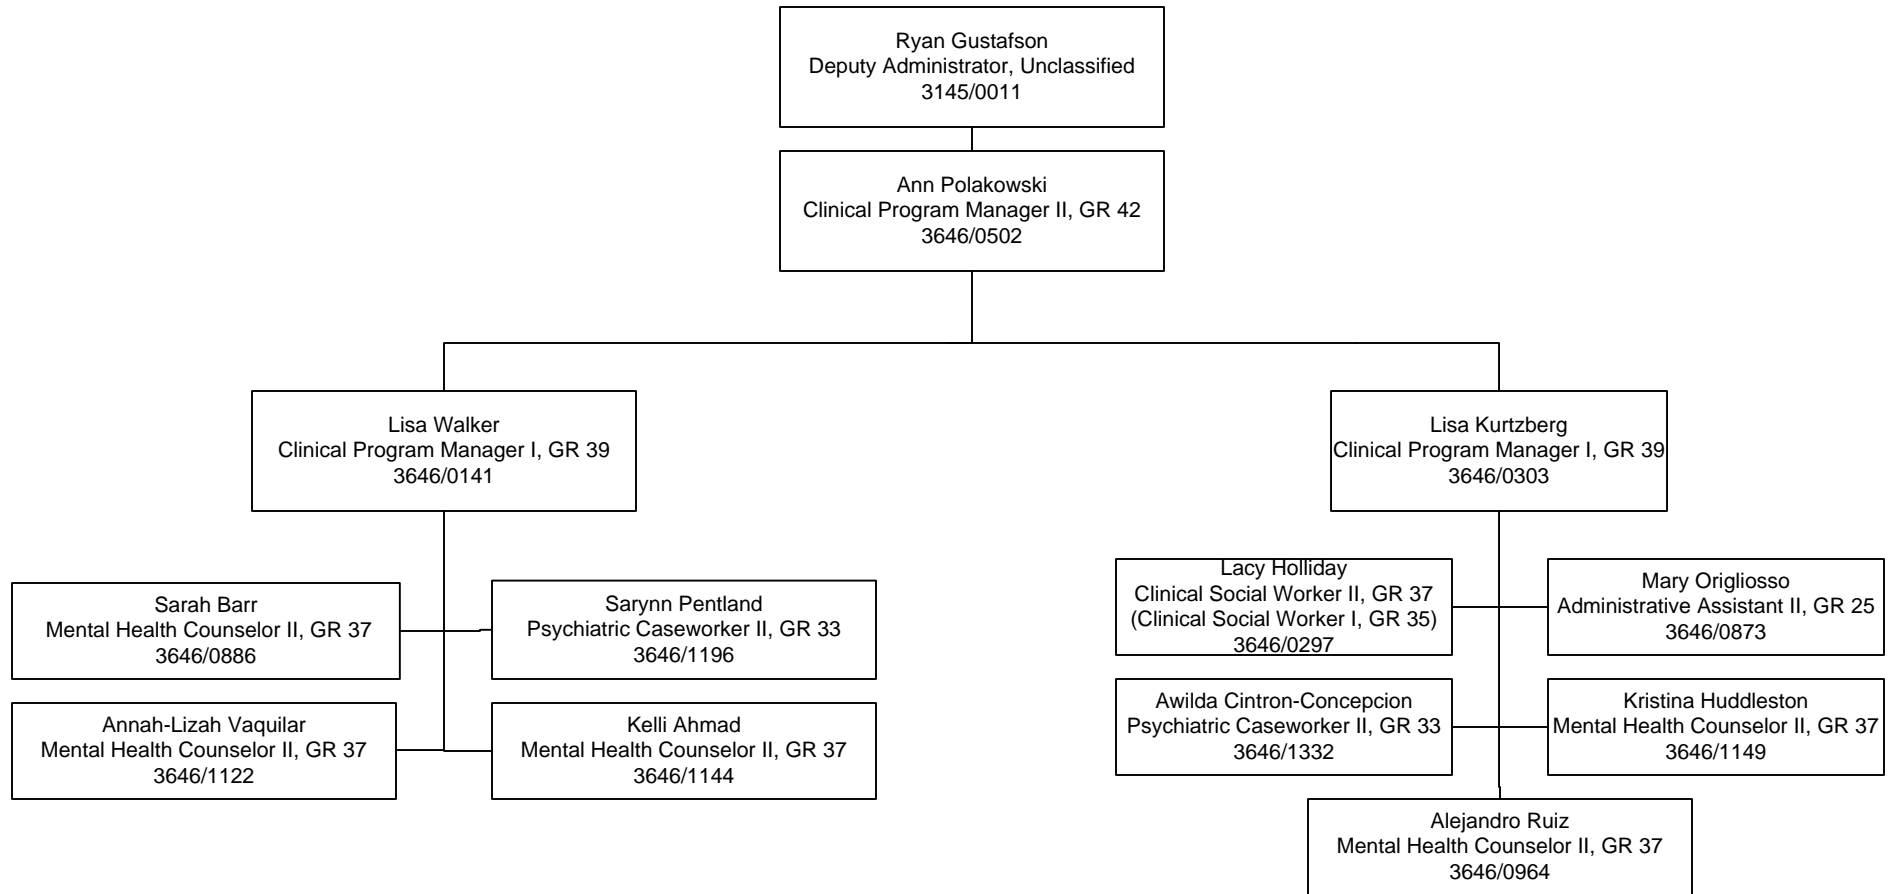 Ryan Gustafson
Deputy Administrator, Unclassified
3145/0011
Ann Polakowski
Clinical Program Manager II, GR 42
3646/0502
Lisa Walker
Clinical Program Manager I, GR 39
3646/0141
Lisa Kurtzberg
Clinical Program Manager I, GR 39
3646/0303
Sarah Barr
Mental Health Counselor II, GR 37
3646/0886
Sarynn Pentland
Psychiatric Caseworker II, GR 33
3646/1196
Annah-Lizah Vaquilar
Mental Health Counselor II, GR 37
3646/1122
Kelli Ahmad
Mental Health Counselor II, GR 37
3646/1144
Lacy Holliday
Clinical Social Worker II, GR 37
(Clinical Social Worker I, GR 35)
3646/0297
Mary Origliosso
Administrative Assistant II, GR 25
3646/0873
Awilda Cintron-Concepcion
Psychiatric Caseworker II, GR 33
3646/1332
Kristina Huddleston
Mental Health Counselor II, GR 37
3646/1149
Alejandro Ruiz
Mental Health Counselor II, GR 37
3646/0964